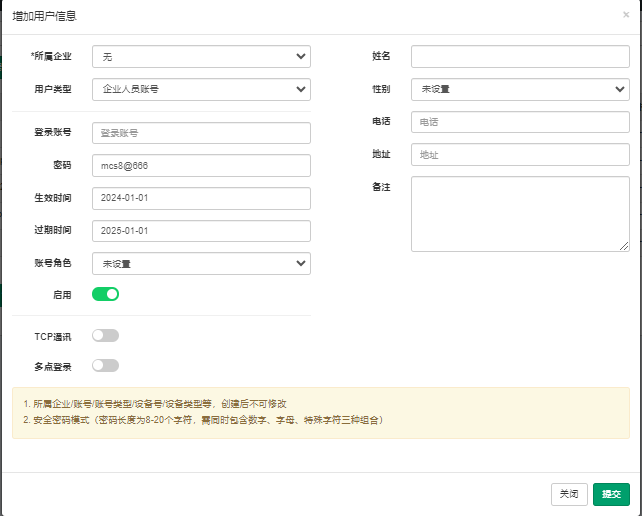 增加用户信息
×
*所属企业 无
用户类型 企业人员账号
登录账号 登录账号
密码 mcs8@666
生效时间 2024-01-01
过期时间 2025-01-01
账号角色 未设置
启用
TCP通讯
多点登录
姓名
性别 未设置
电话 电话
地址 地址
备注
1. 所属企业/账号/账号类型/设备号/设备类型等，创建后不可修改
2. 安全密码模式（密码长度为8-20个字符，需同时包含数字、字母、特殊字符三种组合）
关闭 提交